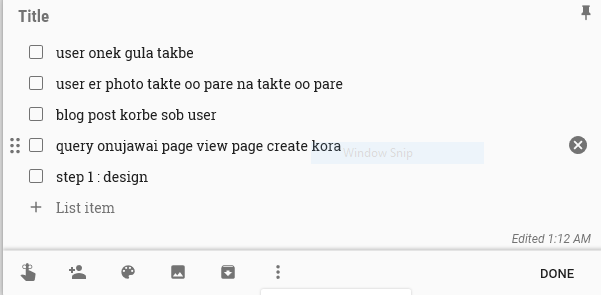 Title
user onek gula takbe
user er photo takte oo pare na takte oo pare
blog post korbe sob user
query onujawai page view page create kora
Window Snip
step 1 : design
List item
Edited 1:12 AM
DONE